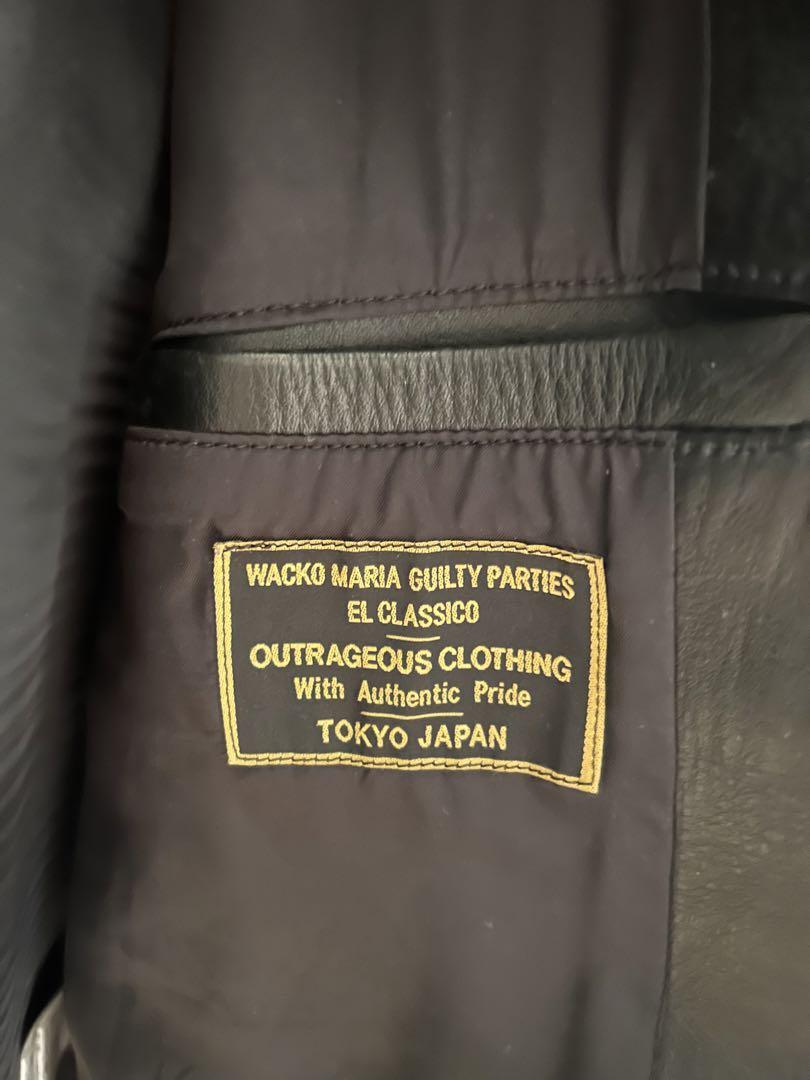 WACKO MARIA GUILTY PARTIES
EL CLASSICO
OUTRAGEOUS CLOTHING
With Authentic Pride
TOKYO JAPAN